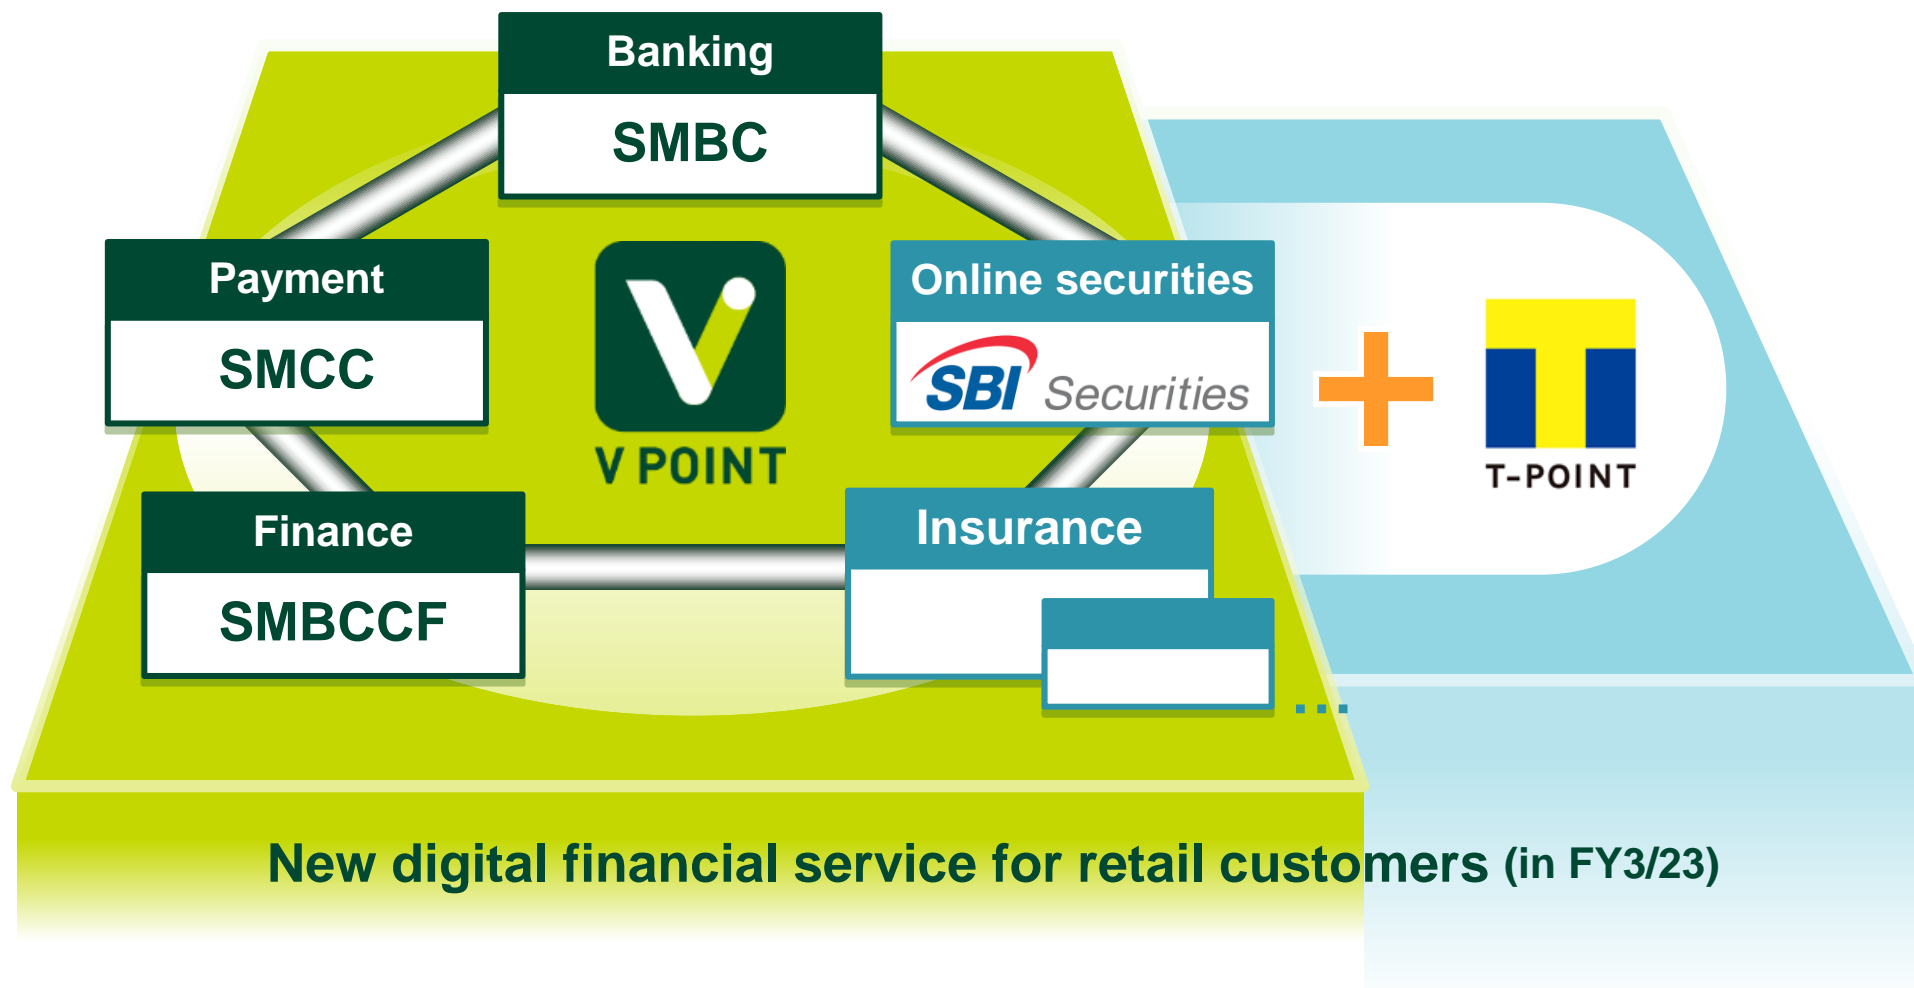 Banking
SMBC
Payment
SMCC
V POINT
Online securities
SBI Securities
T-POINT
Finance
SMBCCF
Insurance
...
New digital financial service for retail customers (in FY3/23)